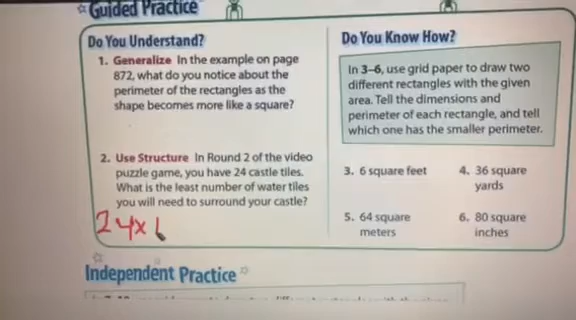 Guided Practice
Do You Understand?
1. Generalize In the example on page
872, what do you notice about the
perimeter of the rectangles as the
shape becomes more like a square?
2. Use Structure In Round 2 of the video
puzzle game, you have 24 castle tiles.
What is the least number of water tiles
you will need to surround your castle?
24x
Do You Know How?
In 3–6, use grid paper to draw two
different rectangles with the given
area. Tell the dimensions and
perimeter of each rectangle, and tell
which one has the smaller perimeter.
3. 6 square feet
4. 36 square
yards
5. 64 square
meters
6. 80 square
inches
Independent Practice